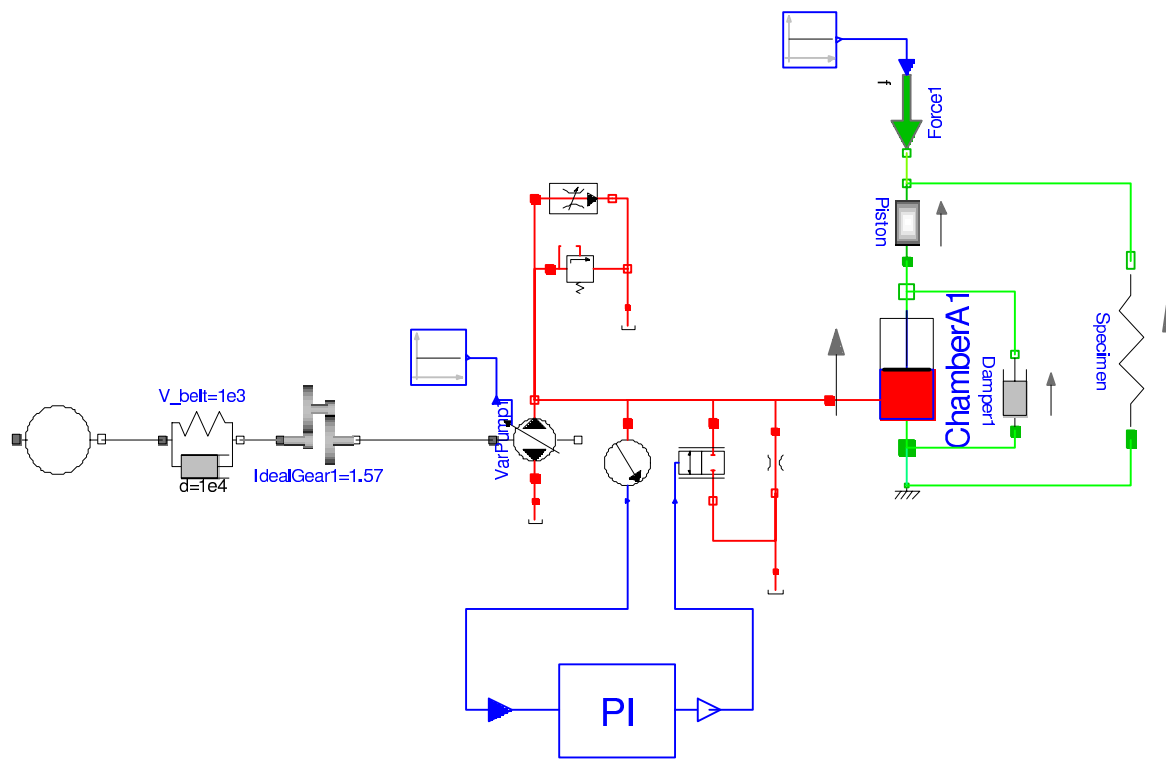 f
Force1
Piston
ChamberA1
Damper1
Specimen
V_belt=1e3
d=1e4
IdealGear1=1.57
VarPump1
PI